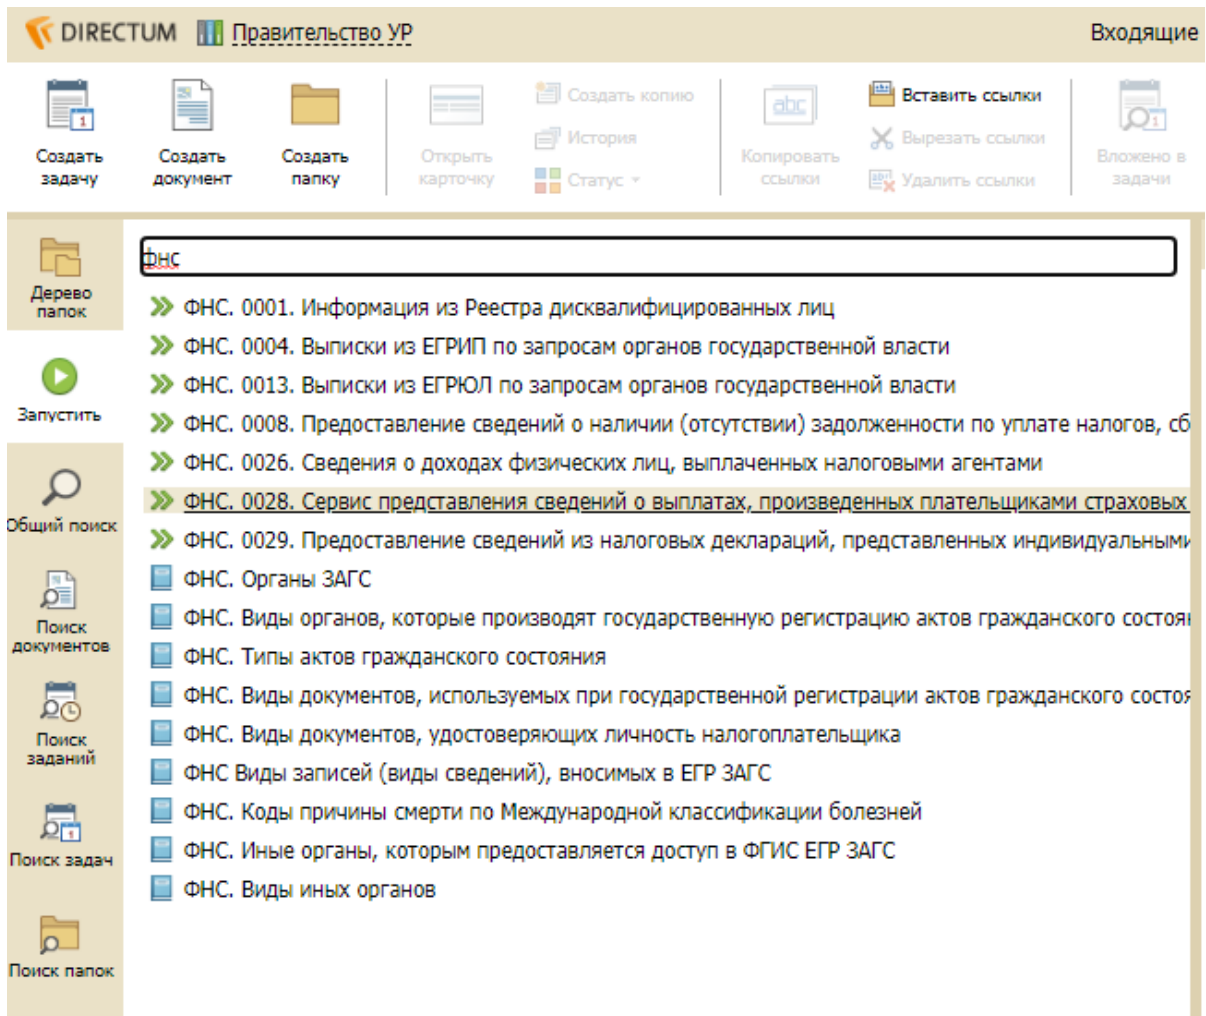 DIRECTUM Правительство УР Входящие
Создать задачу
Создать документ
Создать папку
Открыть карточку
Создать копию
История
Статус
Копировать ссылки
Вставить ссылки
Вырезать ссылки
Удалить ссылки
Вложено в задачи
Дерево папок
Запустить
Общий поиск
Поиск документов
Поиск заданий
Поиск задач
Поиск папок
фнс
ФНС. 0001. Информация из Реестра дисквалифицированных лиц
ФНС. 0004. Выписки из ЕГРИП по запросам органов государственной власти
ФНС. 0013. Выписки из ЕГРЮЛ по запросам органов государственной власти
ФНС. 0008. Предоставление сведений о наличии (отсутствии) задолженности по уплате налогов, сб
ФНС. 0026. Сведения о доходах физических лиц, выплаченных налоговыми агентами
ФНС. 0028. Сервис представления сведений о выплатах, произведенных плательщиками страховых
ФНС. 0029. Предоставление сведений из налоговых деклараций, представленных индивидуальными
ФНС. Органы ЗАГС
ФНС. Виды органов, которые производят государственную регистрацию актов гражданского состоян
ФНС. Типы актов гражданского состояния
ФНС. Виды документов, используемых при государственной регистрации актов гражданского состоя
ФНС. Виды документов, удостоверяющих личность налогоплательщика
ФНС Виды записей (виды сведений), вносимых в ЕГР ЗАГС
ФНС. Коды причины смерти по Международной классификации болезней
ФНС. Иные органы, которым предоставляется доступ в ФГИС ЕГР ЗАГС
ФНС. Виды иных органов